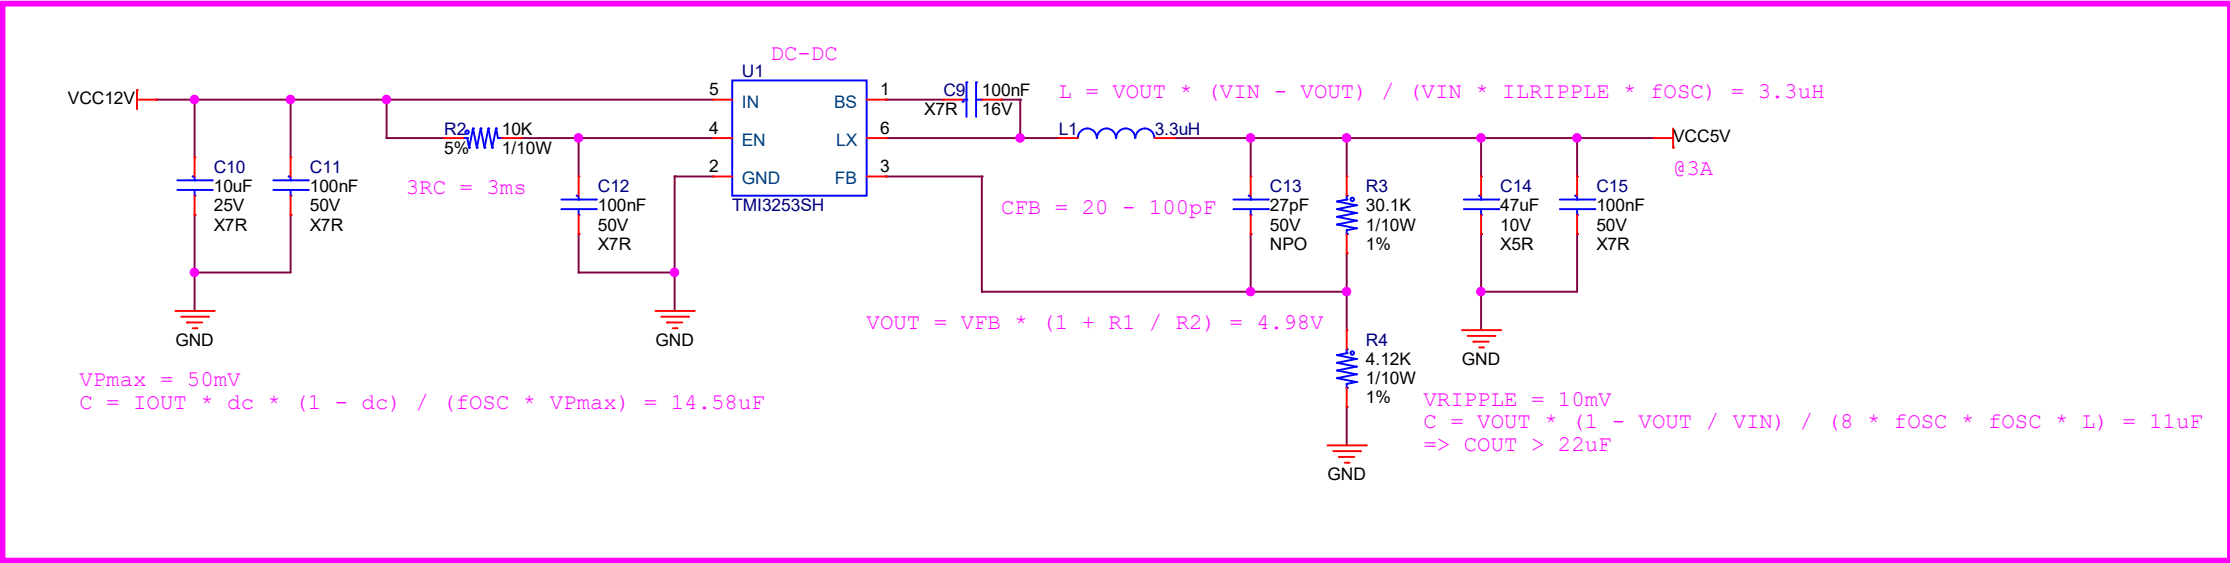 DC-DC
U1
VCC12V
5
IN
BS
1
C9
100nF
X7R
16V
L = VOUT * (VIN - VOUT) / (VIN * ILRIPPLE * fOSC) = 3.3uH
R2
10K
5%
1/10W
4
EN
LX
6
L1
3.3uH
VCC5V
@3A
2
GND
FB
3
TMI3253SH
3RC = 3ms
C10
10uF
25V
X7R
C11
100nF
50V
X7R
C12
100nF
50V
X7R
CFB = 20 - 100pF
C13
27pF
50V
NPO
R3
30.1K
1/10W
1%
C14
47uF
10V
X5R
C15
100nF
50V
X7R
GND
GND
VOUT = VFB * (1 + R1 / R2) = 4.98V
R4
4.12K
1/10W
1%
GND
GND
VPmax = 50mV
C = IOUT * dc * (1 - dc) / (fOSC * VPmax) = 14.58uF
VRIPPLE = 10mV
C = VOUT * (1 - VOUT / VIN) / (8 * fOSC * fOSC * L) = 11uF
=> COUT > 22uF